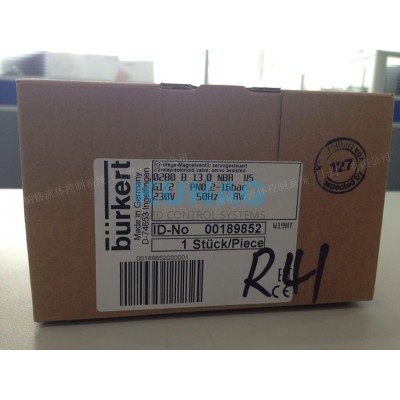 bürkert
Made in Germany
D-74653 Ingelfingen
2/2-Wege-Magnetventil, servogesteuert
2/2-way-solenoid valve, servo assisted
0280 B 13,0 NBR MS
G1/2 PN0,2-16bar
230V 50Hz 8W
FLUID CONTROL SYSTEMS
W19MT
ID-No 00189852
1 Stück/Piece
00189852000001
CE
127
R41